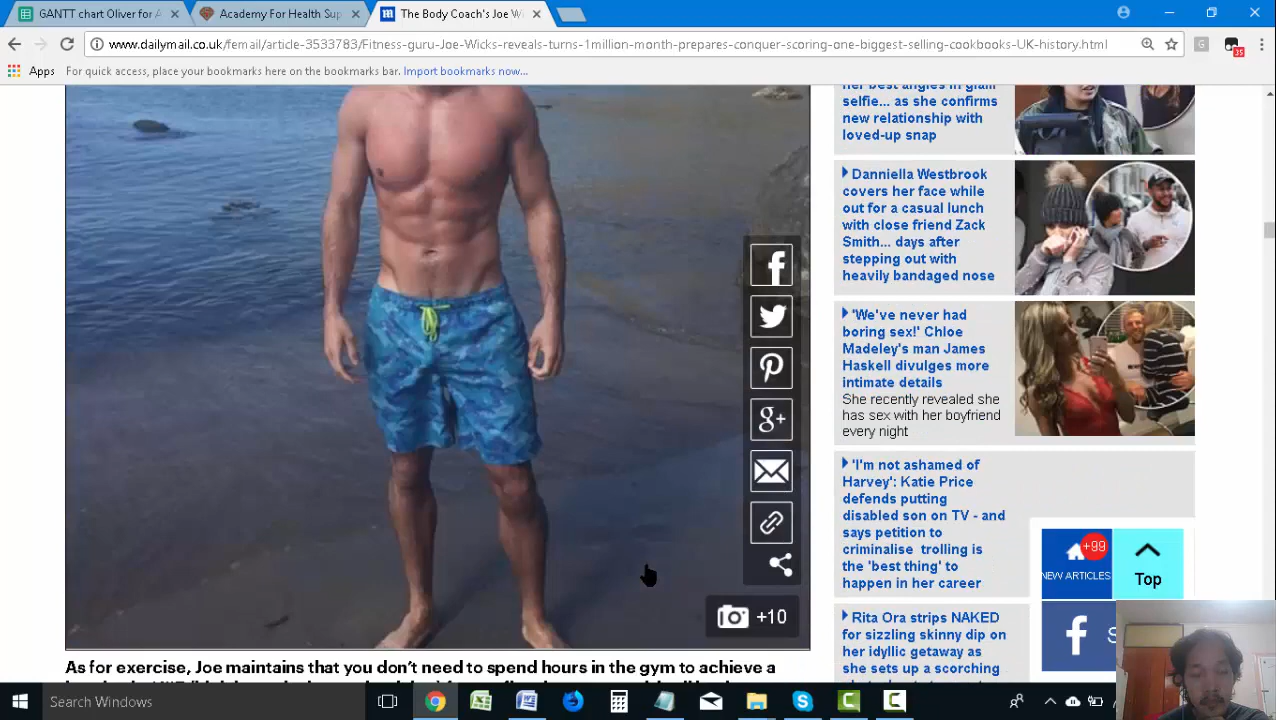 GANTT chart Oliver for A
Academy For Health Sup
The Body Coach's Joe W
www.dailymail.co.uk/femail/article-3533783/Fitness-guru-Joe-Wicks-reveals-turns-1million-month-prepares-conquer-scoring-one-biggest-selling-cookbooks-UK-history.html
G
35
Apps
For quick access, place your bookmarks here on the bookmarks bar. Import bookmarks now...
her best angles in glam
selfie... as she confirms
new relationship with
loved-up snap
Danniella Westbrook
covers her face while
out for a casual lunch
with close friend Zack
Smith... days after
stepping out with
heavily bandaged nose
'We've never had
boring sex!' Chloe
Madeley's man James
Haskell divulges more
intimate details
She recently revealed she
has sex with her boyfriend
every night
'I'm not ashamed of
Harvey': Katie Price
defends putting
disabled son on TV - and
says petition to
criminalise trolling is
the 'best thing' to
happen in her career
Rita Ora strips NAKED
for sizzling skinny dip on
her idyllic getaway as
she sets up a scorching
g+
+10
+99
NEW ARTICLES
Top
As for exercise, Joe maintains that you don't need to spend hours in the gym to achieve a
Search Windows